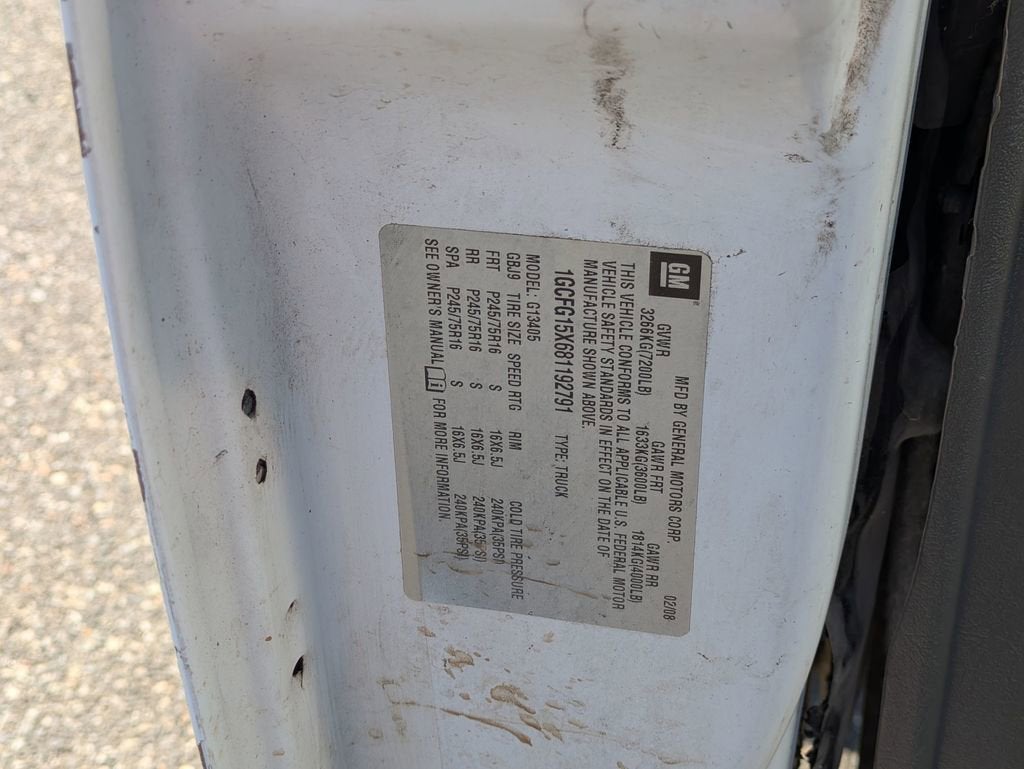 GM MFD BY GENERAL MOTORS CORP 02/08
GVWR GAWR FRT GAWR RR
3266KG(7200LB) 1633KG(3600LB) 1814KG(4000LB)
THIS VEHICLE CONFORMS TO ALL APPLICABLE U.S. FEDERAL MOTOR
VEHICLE SAFETY STANDARDS IN EFFECT ON THE DATE OF
MANUFACTURE SHOWN ABOVE.
1GCFG15X681192791 TYPE: TRUCK
MODEL: G13405
GBJ9 TIRE SIZE SPEED RTG RIM COLD TIRE PRESSURE
FRT P245/75R16 S 16X6.5J 240KPA(35PSI)
RR P245/75R16 S 16X6.5J 240KPA(35PSI)
SPA P245/75R16 S 16X6.5J 240KPA(35PSI)
SEE OWNER'S MANUAL i FOR MORE INFORMATION.